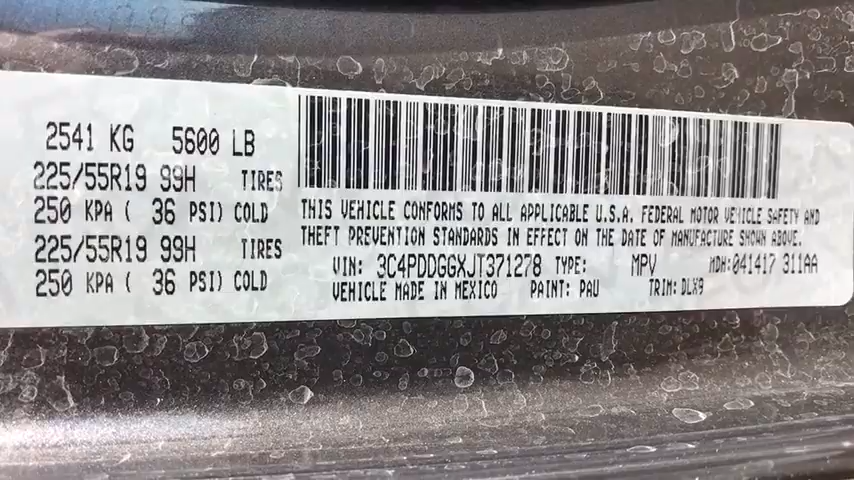 2541 KG 5600 LB
225/55R19 99H TIRES
250 KPA ( 36 PSI) COLD
225/55R19 99H TIRES
250 KPA ( 36 PSI) COLD
THIS VEHICLE CONFORMS TO ALL APPLICABLE U.S.A. FEDERAL MOTOR VEHICLE SAFETY AND
THEFT PREVENTION STANDARDS IN EFFECT ON THE DATE OF MANUFACTURE SHOWN ABOVE.
VIN: 3C4PDDGGXJT371278 TYPE: MPV MDH:041417 311AA
VEHICLE MADE IN MEXICO PAINT: PAU TRIM: DLX9